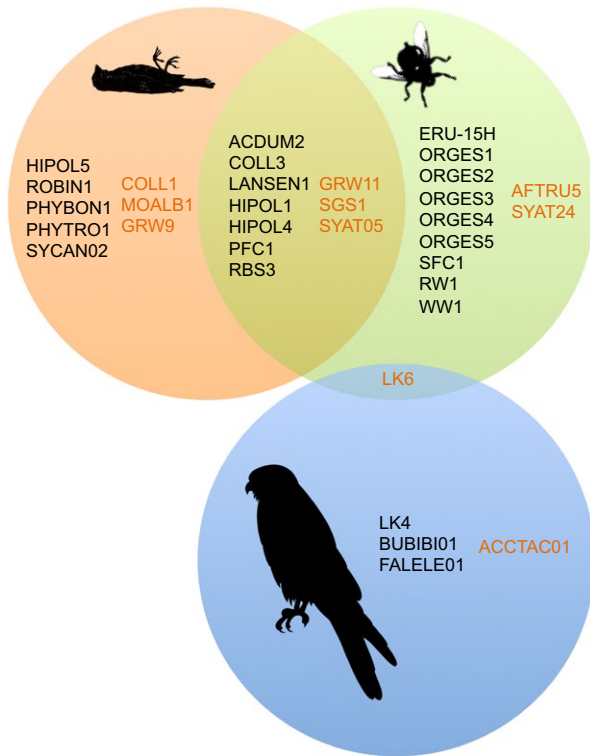 HIPOL5
ROBIN1
PHYBON1
PHYTRO1
SYCAN02
COLL1
MOALB1
GRW9
ACDUM2
COLL3
LANSEN1
HIPOL1
HIPOL4
PFC1
RBS3
GRW11
SGS1
SYAT05
ERU-15H
ORGES1
ORGES2
ORGES3
ORGES4
ORGES5
SFC1
RW1
WW1
AFTRU5
SYAT24
LK6
LK4
BUBIBI01
FALELE01
ACCTAC01